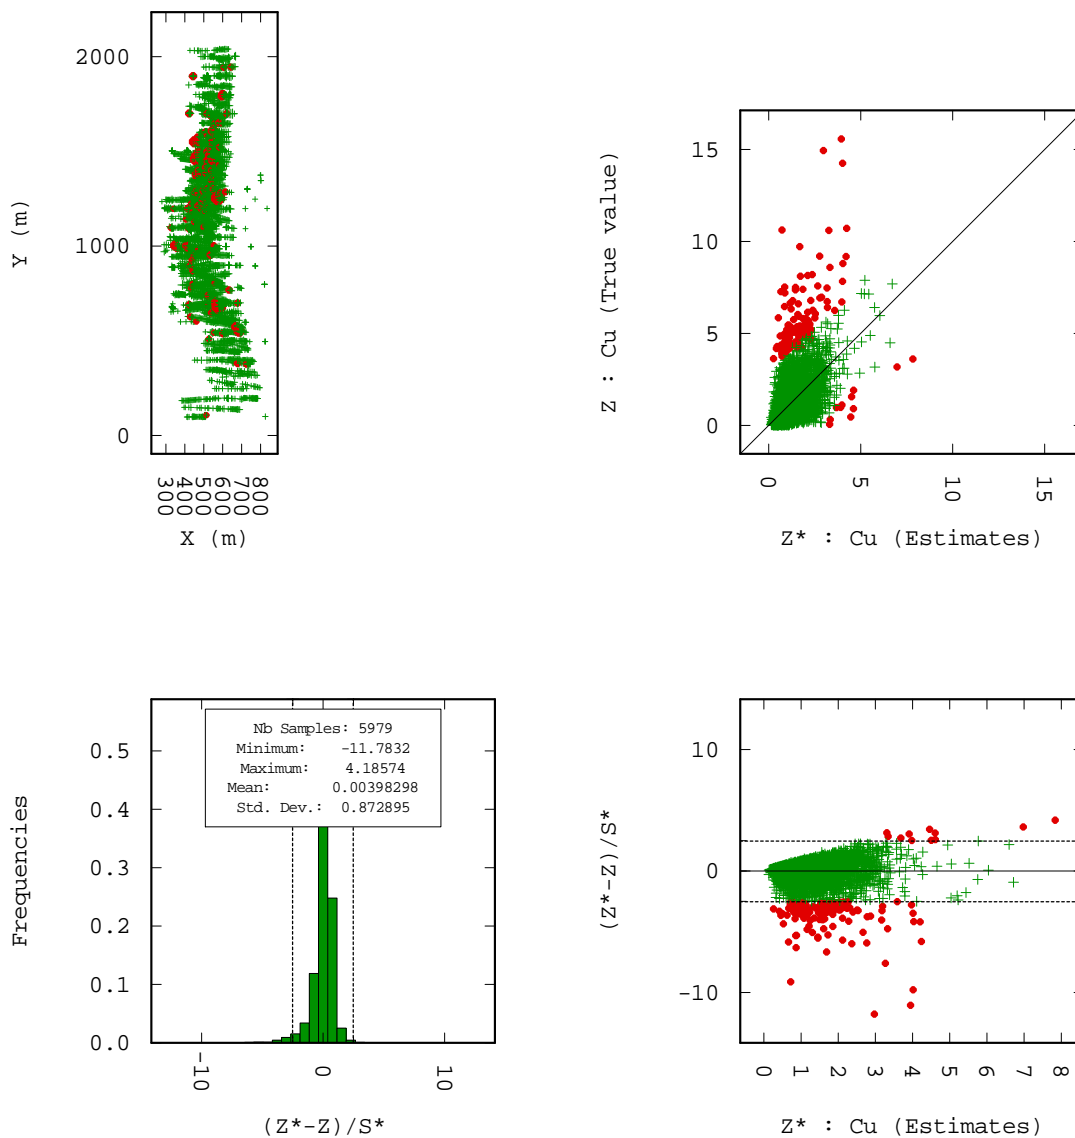 2000
1000
0
Y (m)
300
400
500
600
700
800
X (m)
15
10
5
0
Z : Cu (True value)
0
5
10
15
Z* : Cu (Estimates)
Nb Samples: 5979
Minimum: -11.7832
Maximum: 4.18574
Mean: 0.00398298
Std. Dev.: 0.872895
0.5
0.4
0.3
0.2
0.1
0.0
Frequencies
-10
0
10
(Z*-Z)/S*
10
0
-10
(Z*-Z)/S*
0
1
2
3
4
5
6
7
8
Z* : Cu (Estimates)